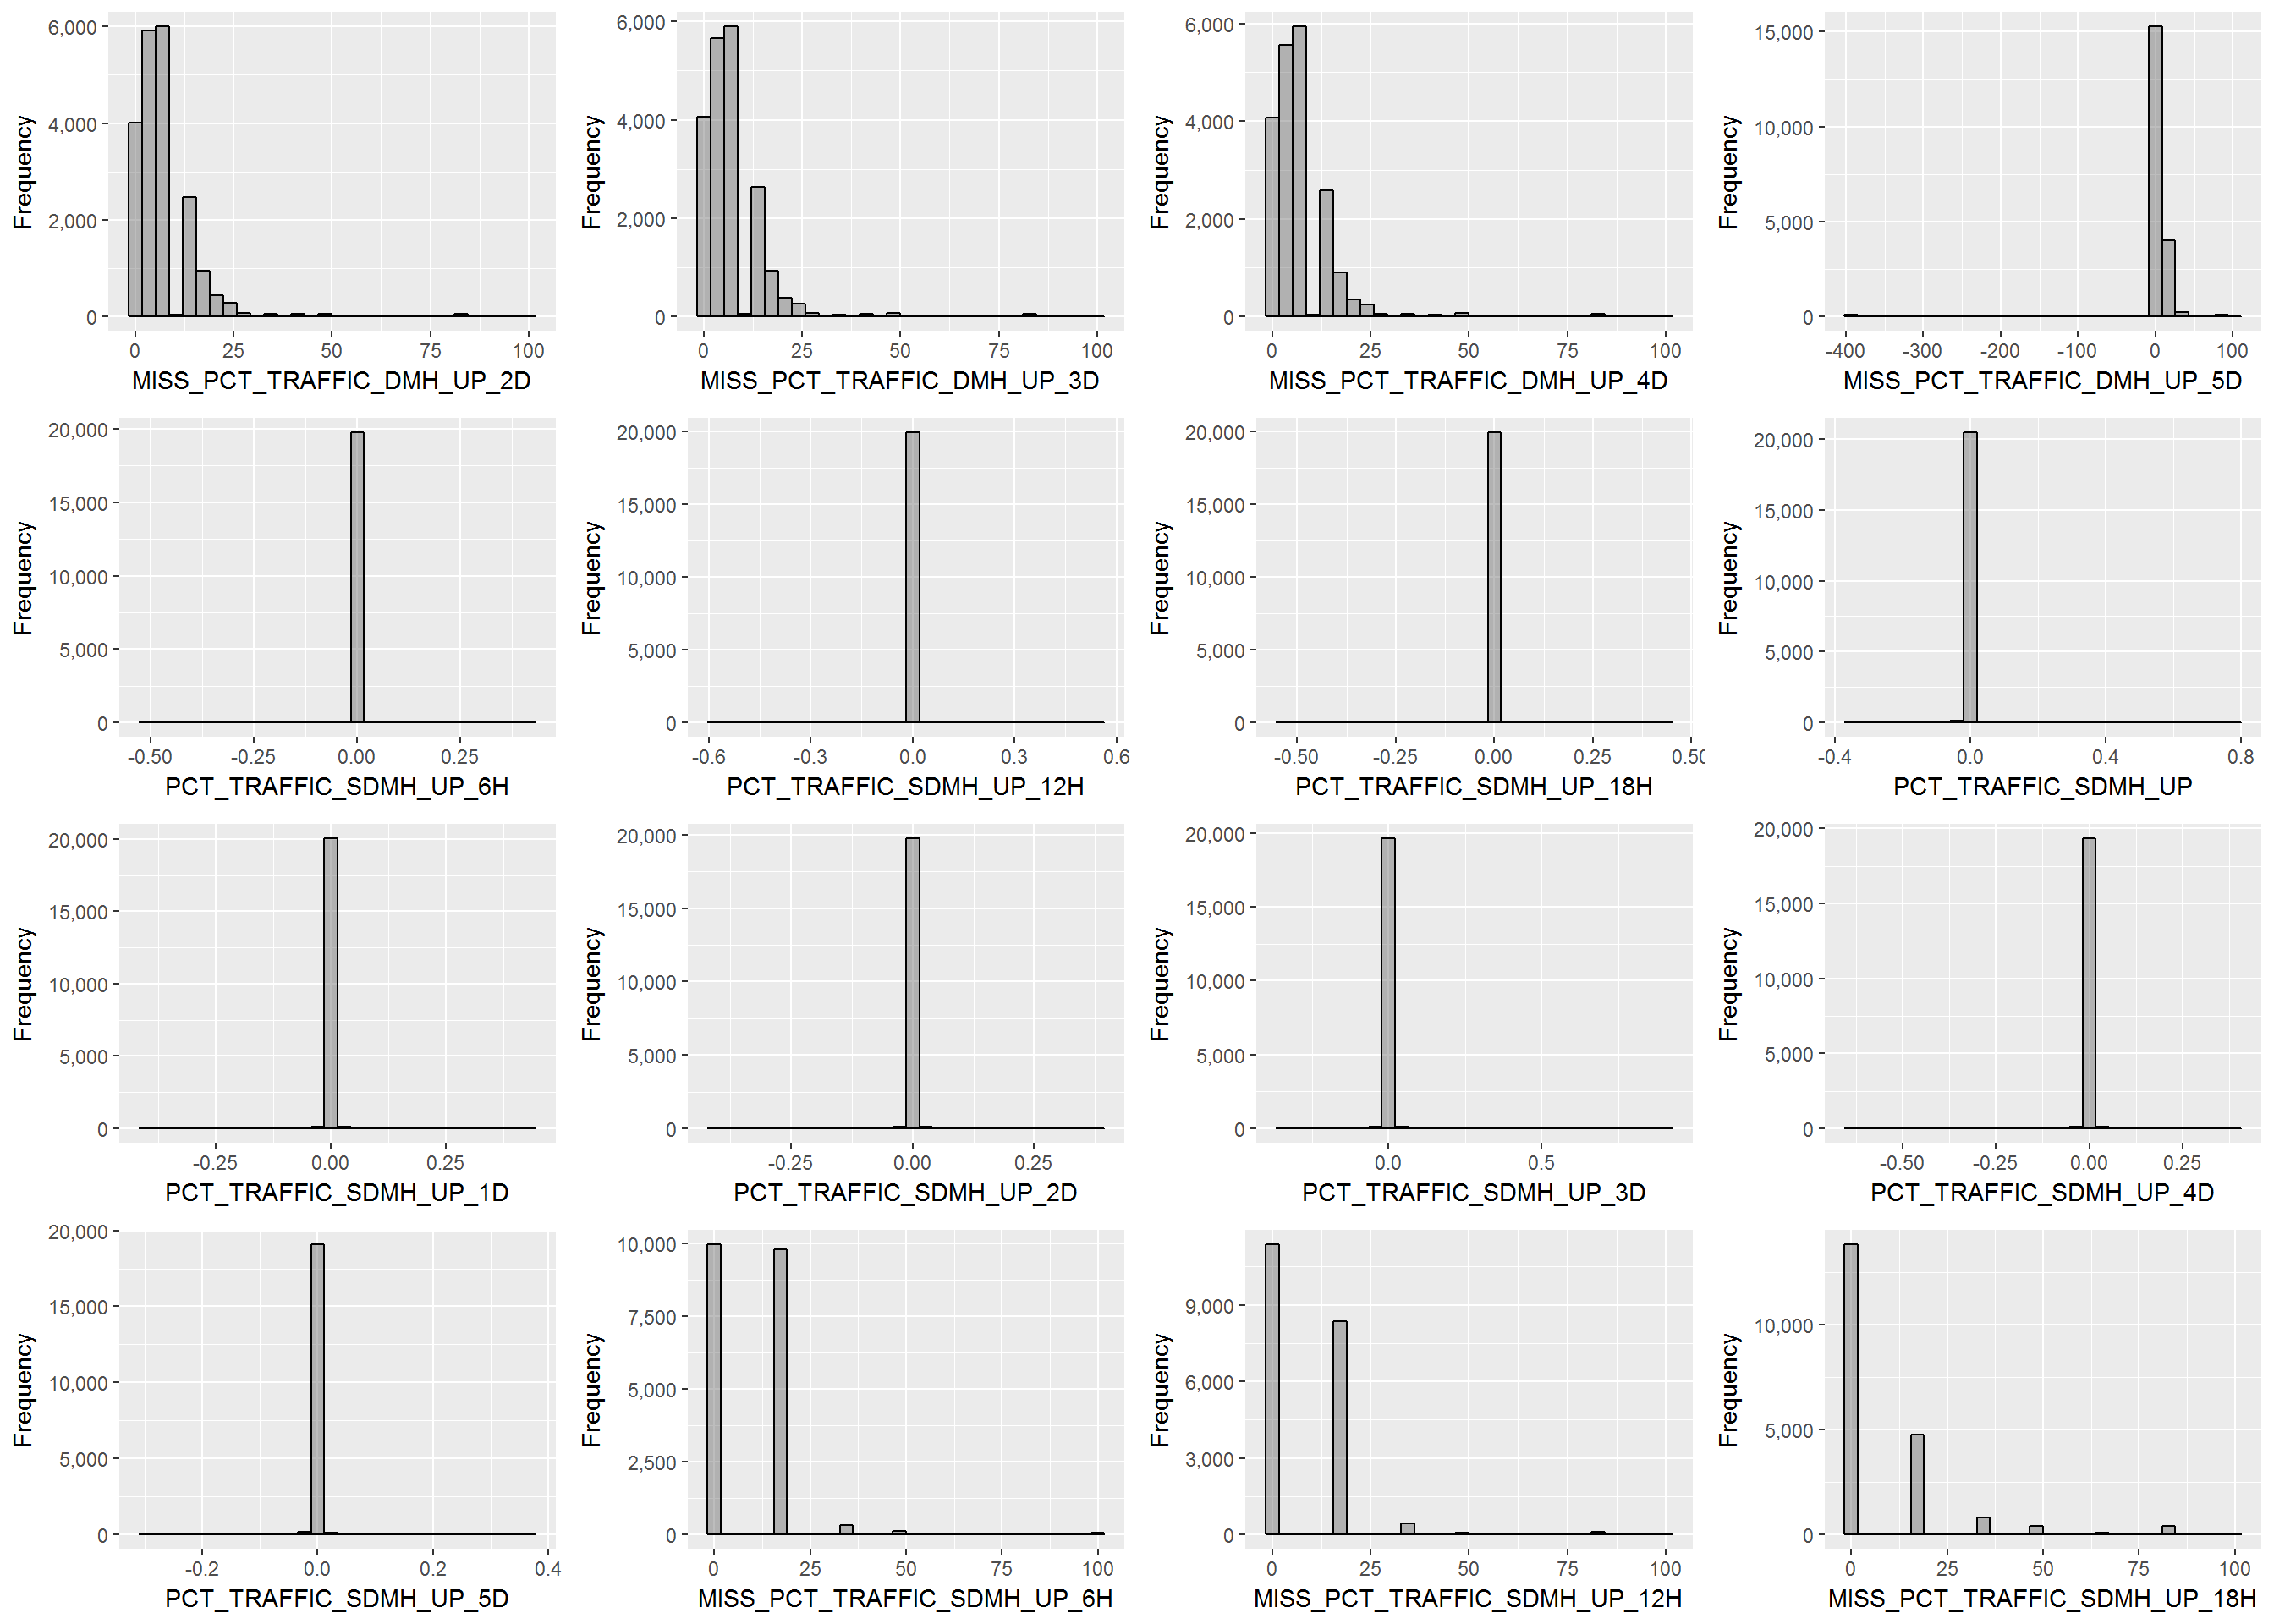 6,000
4,000
2,000
0
Frequency
0 25 50 75 100
MISS_PCT_TRAFFIC_DMH_UP_2D
6,000
4,000
2,000
0
Frequency
0 25 50 75 100
MISS_PCT_TRAFFIC_DMH_UP_3D
6,000
4,000
2,000
0
Frequency
0 25 50 75 100
MISS_PCT_TRAFFIC_DMH_UP_4D
15,000
10,000
5,000
0
Frequency
-400 -300 -200 -100 0 100
MISS_PCT_TRAFFIC_DMH_UP_5D
20,000
15,000
10,000
5,000
0
Frequency
-0.50 -0.25 0.00 0.25
PCT_TRAFFIC_SDMH_UP_6H
20,000
15,000
10,000
5,000
0
Frequency
-0.6 -0.3 0.0 0.3 0.6
PCT_TRAFFIC_SDMH_UP_12H
20,000
15,000
10,000
5,000
0
Frequency
-0.50 -0.25 0.00 0.25 0.50
PCT_TRAFFIC_SDMH_UP_18H
20,000
15,000
10,000
5,000
0
Frequency
-0.4 0.0 0.4 0.8
PCT_TRAFFIC_SDMH_UP
20,000
15,000
10,000
5,000
0
Frequency
-0.25 0.00 0.25
PCT_TRAFFIC_SDMH_UP_1D
20,000
15,000
10,000
5,000
0
Frequency
-0.25 0.00 0.25
PCT_TRAFFIC_SDMH_UP_2D
20,000
15,000
10,000
5,000
0
Frequency
0.0 0.5
PCT_TRAFFIC_SDMH_UP_3D
20,000
15,000
10,000
5,000
0
Frequency
-0.50 -0.25 0.00 0.25
PCT_TRAFFIC_SDMH_UP_4D
20,000
15,000
10,000
5,000
0
Frequency
-0.2 0.0 0.2 0.4
PCT_TRAFFIC_SDMH_UP_5D
10,000
7,500
5,000
2,500
0
Frequency
0 25 50 75 100
MISS_PCT_TRAFFIC_SDMH_UP_6H
9,000
6,000
3,000
0
Frequency
0 25 50 75 100
MISS_PCT_TRAFFIC_SDMH_UP_12H
10,000
5,000
0
Frequency
0 25 50 75 100
MISS_PCT_TRAFFIC_SDMH_UP_18H